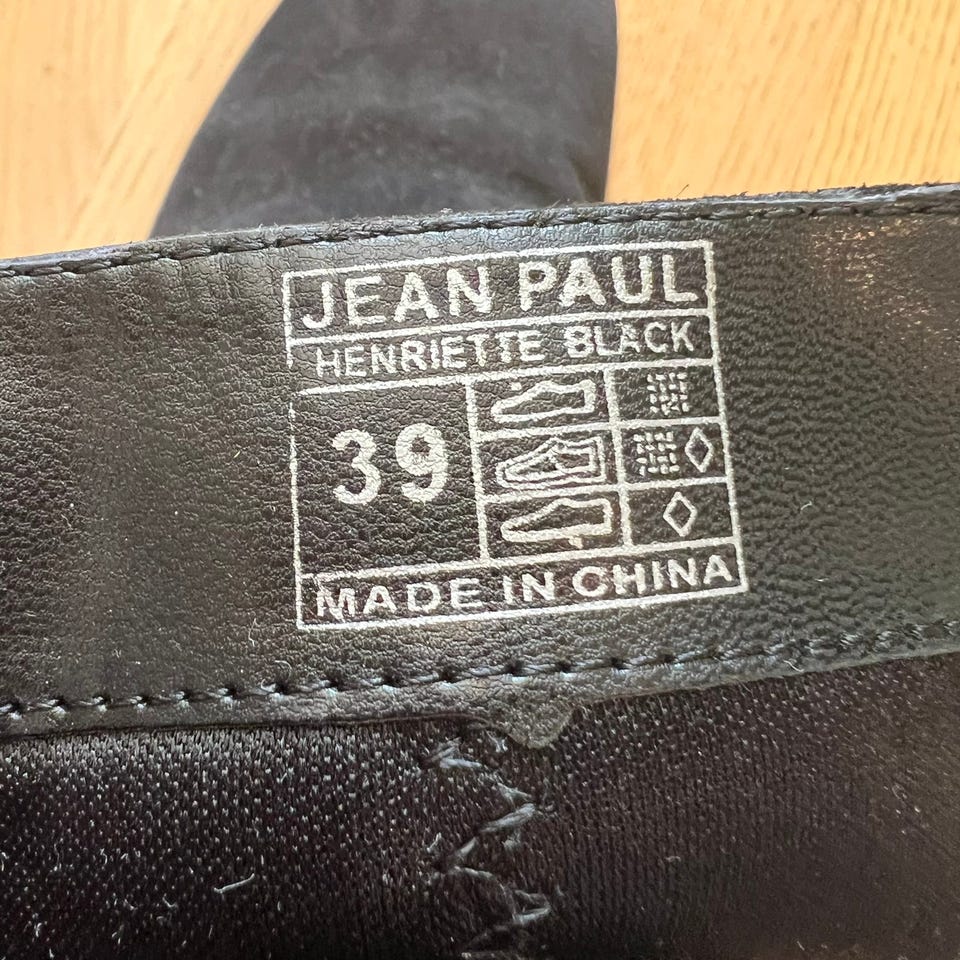 JEAN PAUL
HENRIETTE BLACK
39
MADE IN CHINA